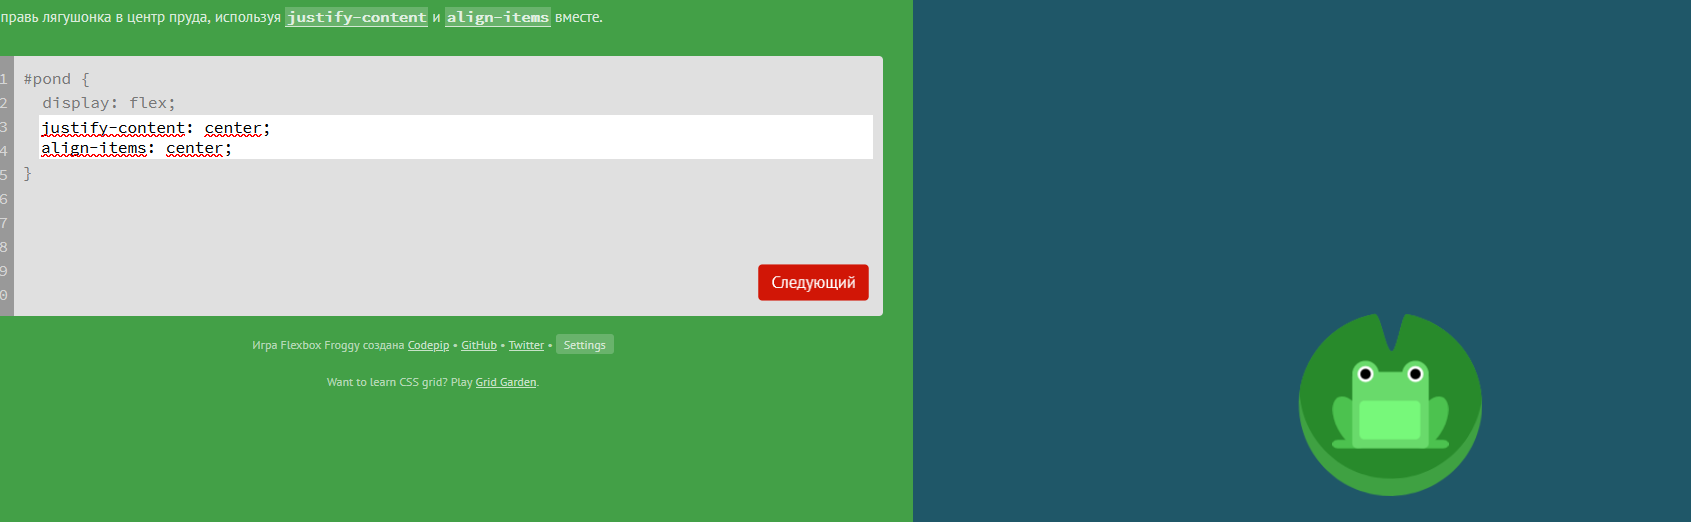 правь лягушонка в центр пруда, используя justify-content и align-items вместе.
1 #pond {
2 display: flex;
3 justify-content: center;
4 align-items: center;
5 }
6
7
8
9
0
Следующий
Игра Flexbox Froggy создана Codepip • GitHub • Twitter • Settings
Want to learn CSS grid? Play Grid Garden.